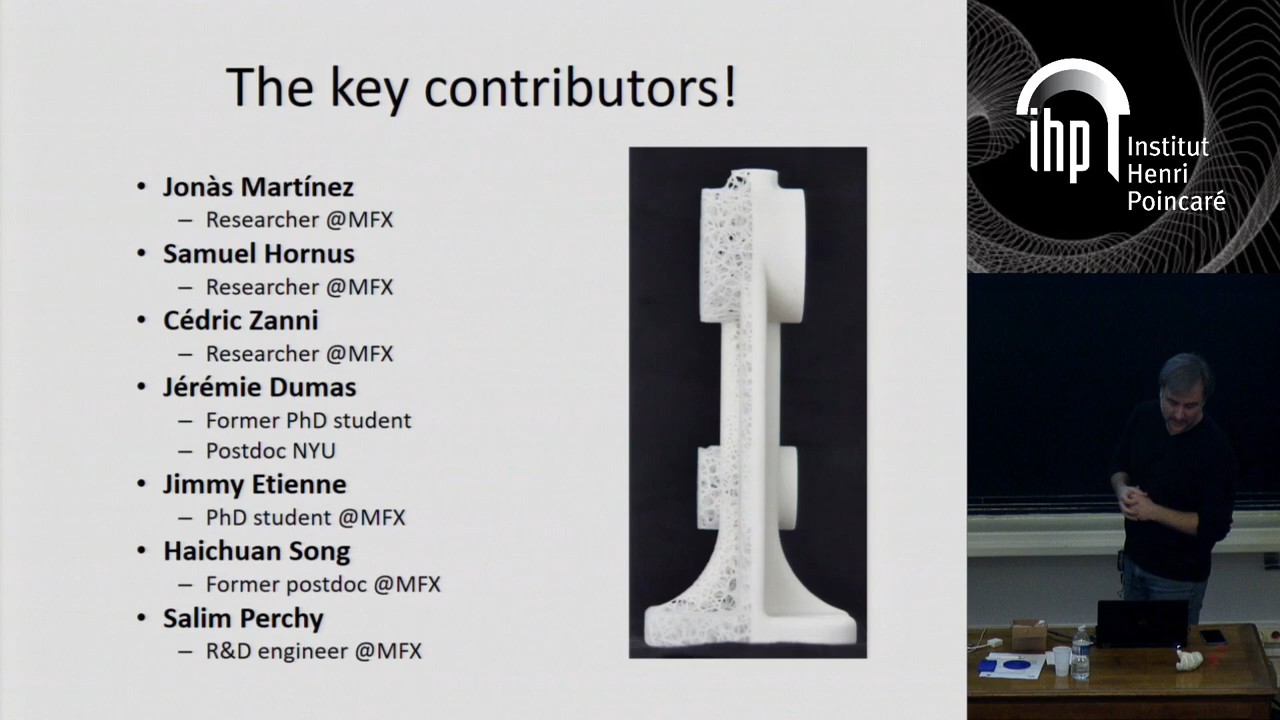 The key contributors!
• Jonàs Martínez
– Researcher @MFX
• Samuel Hornus
– Researcher @MFX
• Cédric Zanni
– Researcher @MFX
• Jérémie Dumas
– Former PhD student
– Postdoc NYU
• Jimmy Etienne
– PhD student @MFX
• Haichuan Song
– Former postdoc @MFX
• Salim Perchy
– R&D engineer @MFX
ihp
Institut
Henri
Poincaré